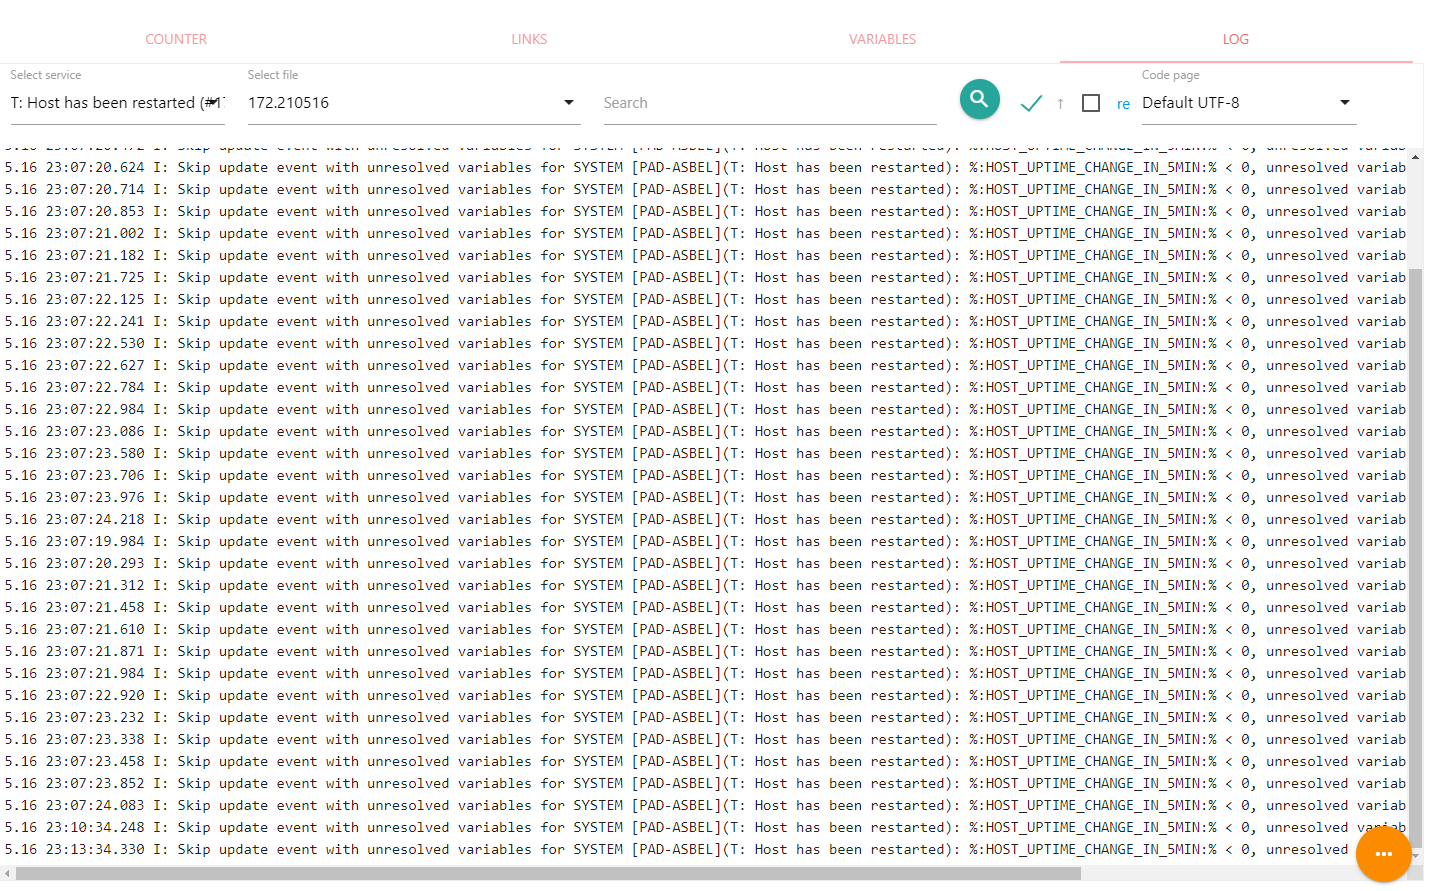 COUNTER
LINKS
VARIABLES
LOG
Select service
Select file
Code page
T: Host has been restarted (#1
172.210516
Search
↑
re
Default UTF-8
5.16 23:07:20.472 I: Skip update event with unresolved variables for SYSTEM [PAD-ASBEL](T: Host has been restarted): %:HOST_UPTIME_CHANGE_IN_5MIN:% < 0, unresolved variab
5.16 23:07:20.624 I: Skip update event with unresolved variables for SYSTEM [PAD-ASBEL](T: Host has been restarted): %:HOST_UPTIME_CHANGE_IN_5MIN:% < 0, unresolved variab
5.16 23:07:20.714 I: Skip update event with unresolved variables for SYSTEM [PAD-ASBEL](T: Host has been restarted): %:HOST_UPTIME_CHANGE_IN_5MIN:% < 0, unresolved variab
5.16 23:07:20.853 I: Skip update event with unresolved variables for SYSTEM [PAD-ASBEL](T: Host has been restarted): %:HOST_UPTIME_CHANGE_IN_5MIN:% < 0, unresolved variab
5.16 23:07:21.002 I: Skip update event with unresolved variables for SYSTEM [PAD-ASBEL](T: Host has been restarted): %:HOST_UPTIME_CHANGE_IN_5MIN:% < 0, unresolved variab
5.16 23:07:21.182 I: Skip update event with unresolved variables for SYSTEM [PAD-ASBEL](T: Host has been restarted): %:HOST_UPTIME_CHANGE_IN_5MIN:% < 0, unresolved variab
5.16 23:07:21.725 I: Skip update event with unresolved variables for SYSTEM [PAD-ASBEL](T: Host has been restarted): %:HOST_UPTIME_CHANGE_IN_5MIN:% < 0, unresolved variab
5.16 23:07:22.125 I: Skip update event with unresolved variables for SYSTEM [PAD-ASBEL](T: Host has been restarted): %:HOST_UPTIME_CHANGE_IN_5MIN:% < 0, unresolved variab
5.16 23:07:22.241 I: Skip update event with unresolved variables for SYSTEM [PAD-ASBEL](T: Host has been restarted): %:HOST_UPTIME_CHANGE_IN_5MIN:% < 0, unresolved variab
5.16 23:07:22.530 I: Skip update event with unresolved variables for SYSTEM [PAD-ASBEL](T: Host has been restarted): %:HOST_UPTIME_CHANGE_IN_5MIN:% < 0, unresolved variab
5.16 23:07:22.627 I: Skip update event with unresolved variables for SYSTEM [PAD-ASBEL](T: Host has been restarted): %:HOST_UPTIME_CHANGE_IN_5MIN:% < 0, unresolved variab
5.16 23:07:22.784 I: Skip update event with unresolved variables for SYSTEM [PAD-ASBEL](T: Host has been restarted): %:HOST_UPTIME_CHANGE_IN_5MIN:% < 0, unresolved variab
5.16 23:07:22.984 I: Skip update event with unresolved variables for SYSTEM [PAD-ASBEL](T: Host has been restarted): %:HOST_UPTIME_CHANGE_IN_5MIN:% < 0, unresolved variab
5.16 23:07:23.086 I: Skip update event with unresolved variables for SYSTEM [PAD-ASBEL](T: Host has been restarted): %:HOST_UPTIME_CHANGE_IN_5MIN:% < 0, unresolved variab
5.16 23:07:23.580 I: Skip update event with unresolved variables for SYSTEM [PAD-ASBEL](T: Host has been restarted): %:HOST_UPTIME_CHANGE_IN_5MIN:% < 0, unresolved variab
5.16 23:07:23.706 I: Skip update event with unresolved variables for SYSTEM [PAD-ASBEL](T: Host has been restarted): %:HOST_UPTIME_CHANGE_IN_5MIN:% < 0, unresolved variab
5.16 23:07:23.976 I: Skip update event with unresolved variables for SYSTEM [PAD-ASBEL](T: Host has been restarted): %:HOST_UPTIME_CHANGE_IN_5MIN:% < 0, unresolved variab
5.16 23:07:24.218 I: Skip update event with unresolved variables for SYSTEM [PAD-ASBEL](T: Host has been restarted): %:HOST_UPTIME_CHANGE_IN_5MIN:% < 0, unresolved variab
5.16 23:07:19.984 I: Skip update event with unresolved variables for SYSTEM [PAD-ASBEL](T: Host has been restarted): %:HOST_UPTIME_CHANGE_IN_5MIN:% < 0, unresolved variab
5.16 23:07:20.293 I: Skip update event with unresolved variables for SYSTEM [PAD-ASBEL](T: Host has been restarted): %:HOST_UPTIME_CHANGE_IN_5MIN:% < 0, unresolved variab
5.16 23:07:21.312 I: Skip update event with unresolved variables for SYSTEM [PAD-ASBEL](T: Host has been restarted): %:HOST_UPTIME_CHANGE_IN_5MIN:% < 0, unresolved variab
5.16 23:07:21.458 I: Skip update event with unresolved variables for SYSTEM [PAD-ASBEL](T: Host has been restarted): %:HOST_UPTIME_CHANGE_IN_5MIN:% < 0, unresolved variab
5.16 23:07:21.610 I: Skip update event with unresolved variables for SYSTEM [PAD-ASBEL](T: Host has been restarted): %:HOST_UPTIME_CHANGE_IN_5MIN:% < 0, unresolved variab
5.16 23:07:21.871 I: Skip update event with unresolved variables for SYSTEM [PAD-ASBEL](T: Host has been restarted): %:HOST_UPTIME_CHANGE_IN_5MIN:% < 0, unresolved variab
5.16 23:07:21.984 I: Skip update event with unresolved variables for SYSTEM [PAD-ASBEL](T: Host has been restarted): %:HOST_UPTIME_CHANGE_IN_5MIN:% < 0, unresolved variab
5.16 23:07:22.920 I: Skip update event with unresolved variables for SYSTEM [PAD-ASBEL](T: Host has been restarted): %:HOST_UPTIME_CHANGE_IN_5MIN:% < 0, unresolved variab
5.16 23:07:23.232 I: Skip update event with unresolved variables for SYSTEM [PAD-ASBEL](T: Host has been restarted): %:HOST_UPTIME_CHANGE_IN_5MIN:% < 0, unresolved variab
5.16 23:07:23.338 I: Skip update event with unresolved variables for SYSTEM [PAD-ASBEL](T: Host has been restarted): %:HOST_UPTIME_CHANGE_IN_5MIN:% < 0, unresolved variab
5.16 23:07:23.458 I: Skip update event with unresolved variables for SYSTEM [PAD-ASBEL](T: Host has been restarted): %:HOST_UPTIME_CHANGE_IN_5MIN:% < 0, unresolved variab
5.16 23:07:23.852 I: Skip update event with unresolved variables for SYSTEM [PAD-ASBEL](T: Host has been restarted): %:HOST_UPTIME_CHANGE_IN_5MIN:% < 0, unresolved variab
5.16 23:07:24.083 I: Skip update event with unresolved variables for SYSTEM [PAD-ASBEL](T: Host has been restarted): %:HOST_UPTIME_CHANGE_IN_5MIN:% < 0, unresolved variab
5.16 23:10:34.248 I: Skip update event with unresolved variables for SYSTEM [PAD-ASBEL](T: Host has been restarted): %:HOST_UPTIME_CHANGE_IN_5MIN:% < 0, unresolved variab
5.16 23:13:34.330 I: Skip update event with unresolved variables for SYSTEM [PAD-ASBEL](T: Host has been restarted): %:HOST_UPTIME_CHANGE_IN_5MIN:% < 0, unresolved